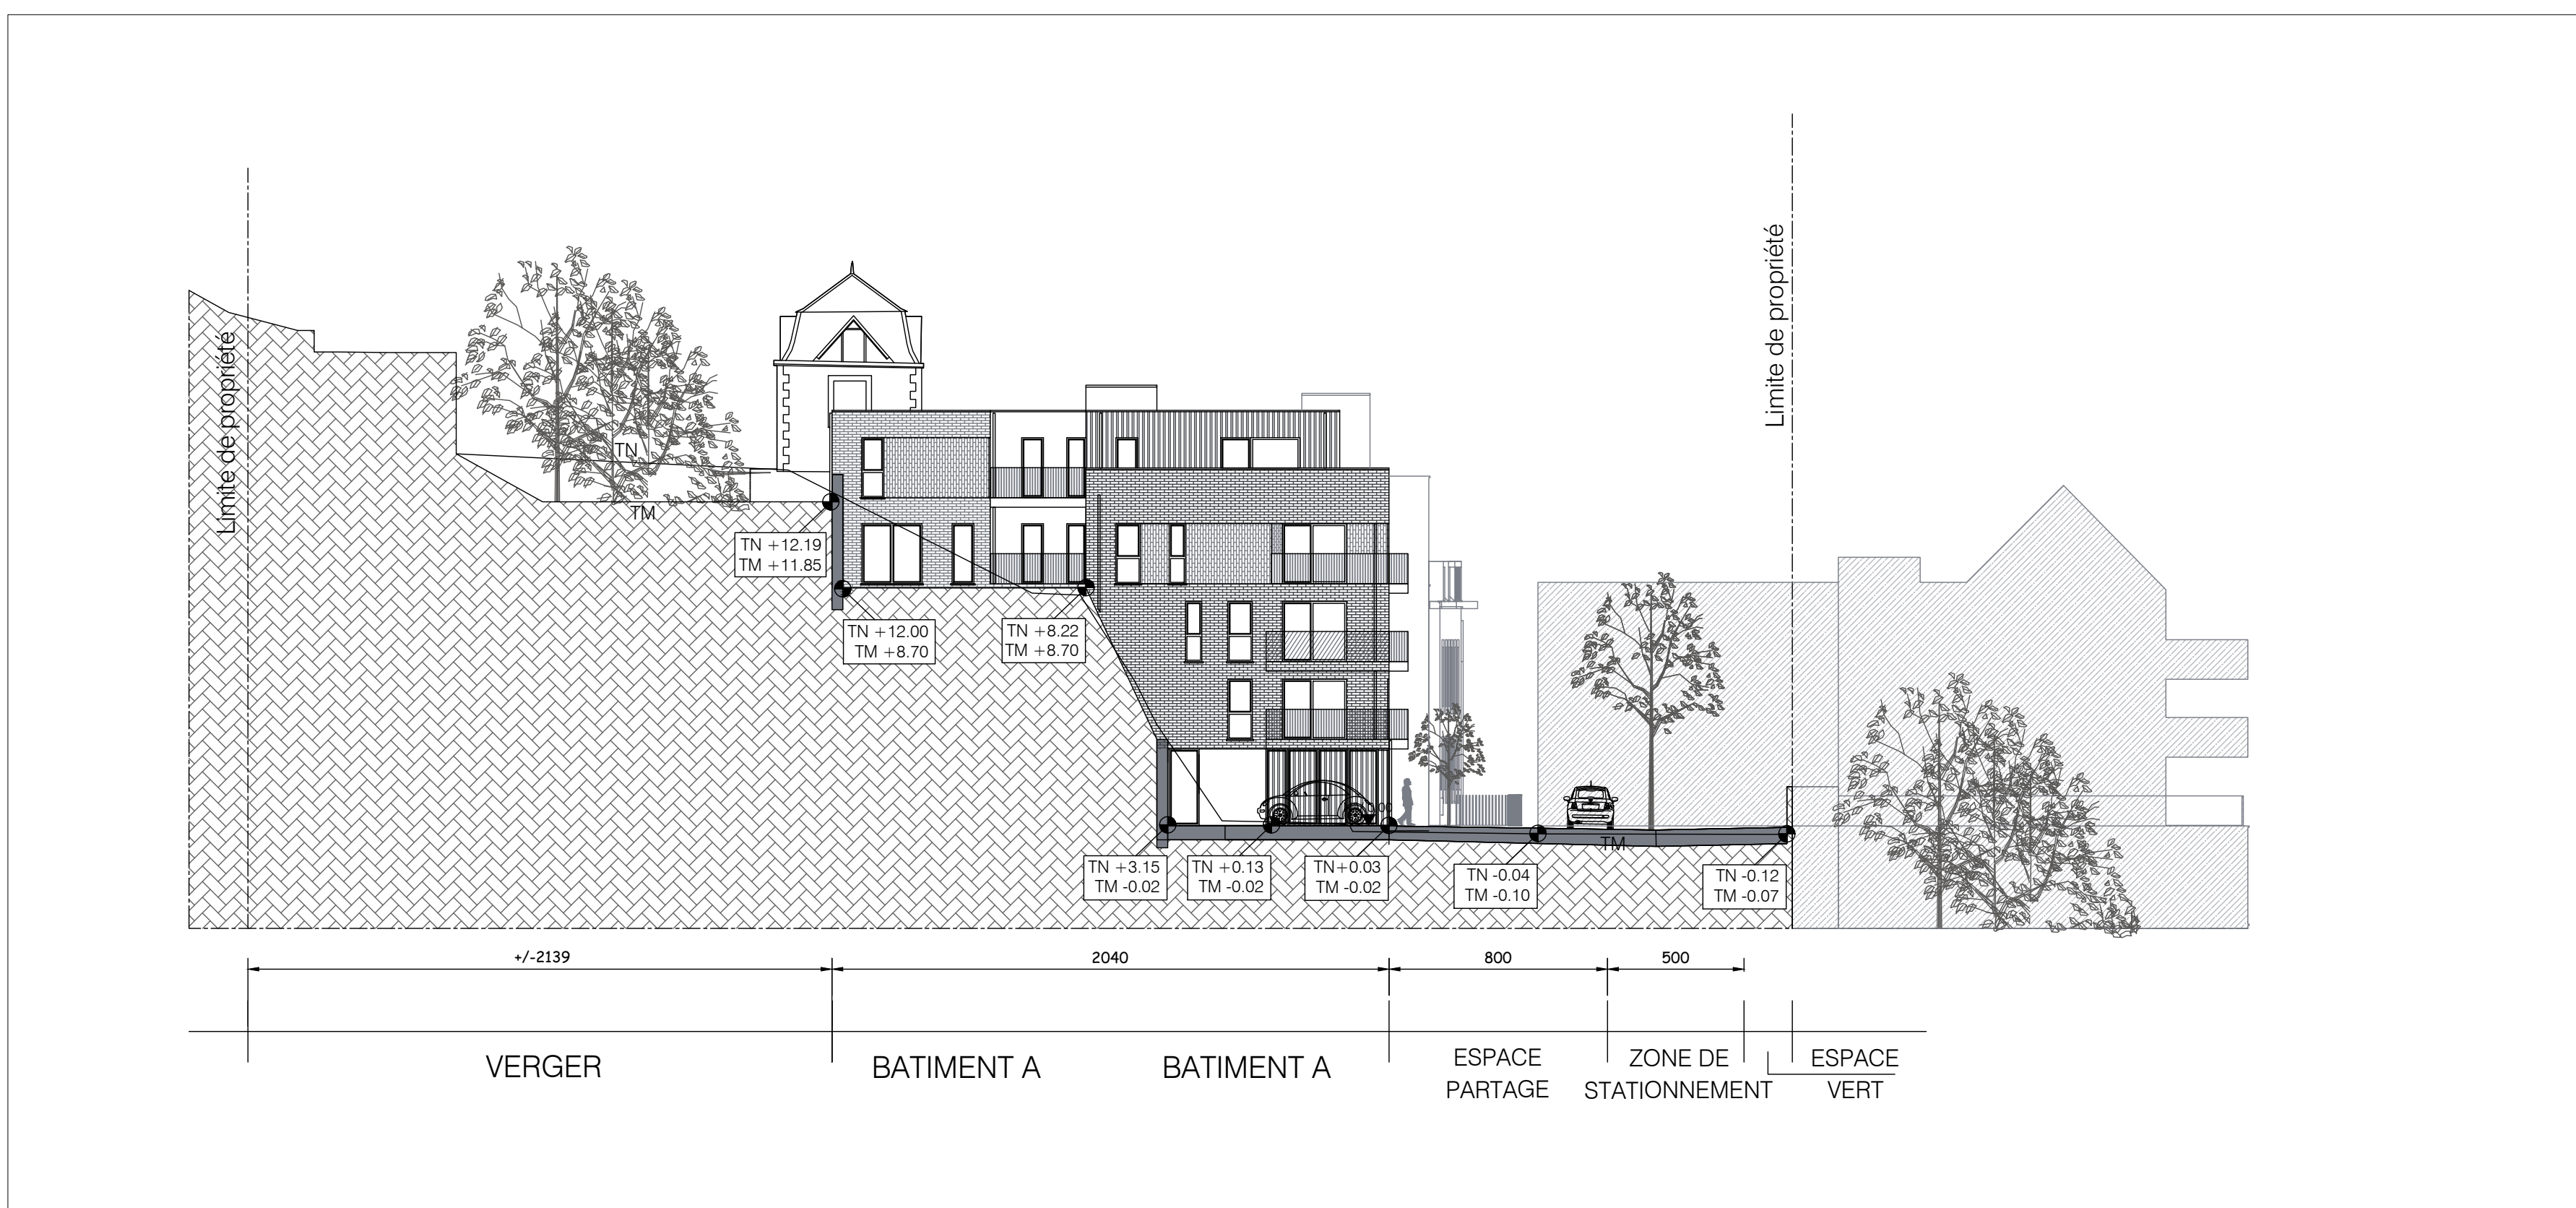 Limite de propriété
Limite de propriété
TN
TM
TN +12.19
TM +11.85
TN +12.00
TM +8.70
TN +8.22
TM +8.70
TN +3.15
TM -0.02
TN +0.13
TM -0.02
TN+0.03
TM -0.02
TN -0.04
TM -0.10
TM
TN -0.12
TM -0.07
+/-2139
2040
800
500
VERGER
BATIMENT A
BATIMENT A
ESPACE
PARTAGE
ZONE DE
STATIONNEMENT
ESPACE
VERT